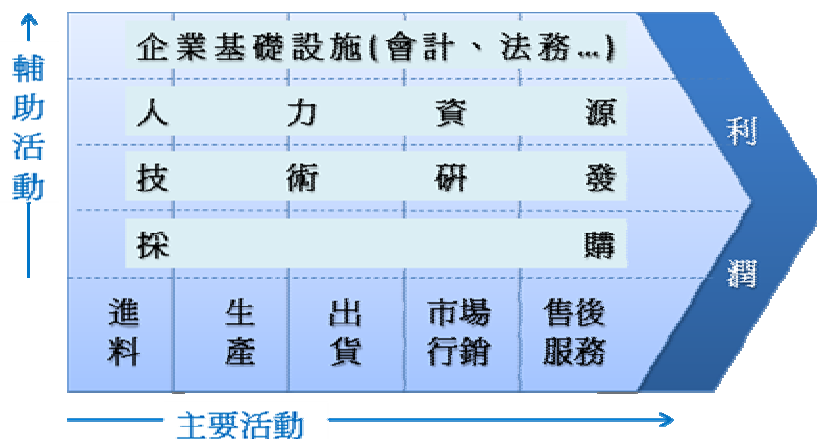 輔助活動
企業基礎設施(會計、法務...)
人力資源
技術研發
採購
利潤
進料
生產
出貨
市場行銷
售後服務
主要活動